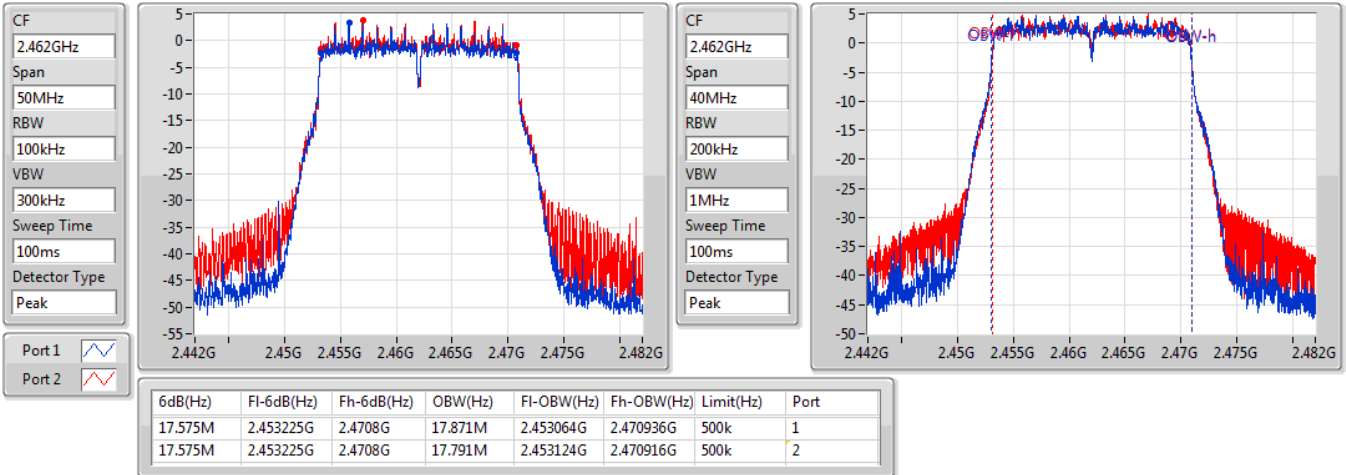 CF
2.462GHz
Span
50MHz
RBW
100kHz
VBW
300kHz
Sweep Time
100ms
Detector Type
Peak
Port 1
Port 2
5
0
-5
-10
-15
-20
-25
-30
-35
-40
-45
-50
-55
2.442G 2.45G 2.455G 2.46G 2.465G 2.47G 2.475G 2.482G
CF
2.462GHz
Span
40MHz
RBW
200kHz
VBW
1MHz
Sweep Time
100ms
Detector Type
Peak
5
0
-5
-10
-15
-20
-25
-30
-35
-40
-45
-50
OBW-h
2.442G 2.45G 2.455G 2.46G 2.465G 2.47G 2.475G 2.482G
6dB(Hz) Fl-6dB(Hz) Fh-6dB(Hz) OBW(Hz) Fl-OBW(Hz) Fh-OBW(Hz) Limit(Hz) Port
17.575M 2.453225G 2.4708G 17.871M 2.453064G 2.470936G 500k 1
17.575M 2.453225G 2.4708G 17.791M 2.453124G 2.470916G 500k 2